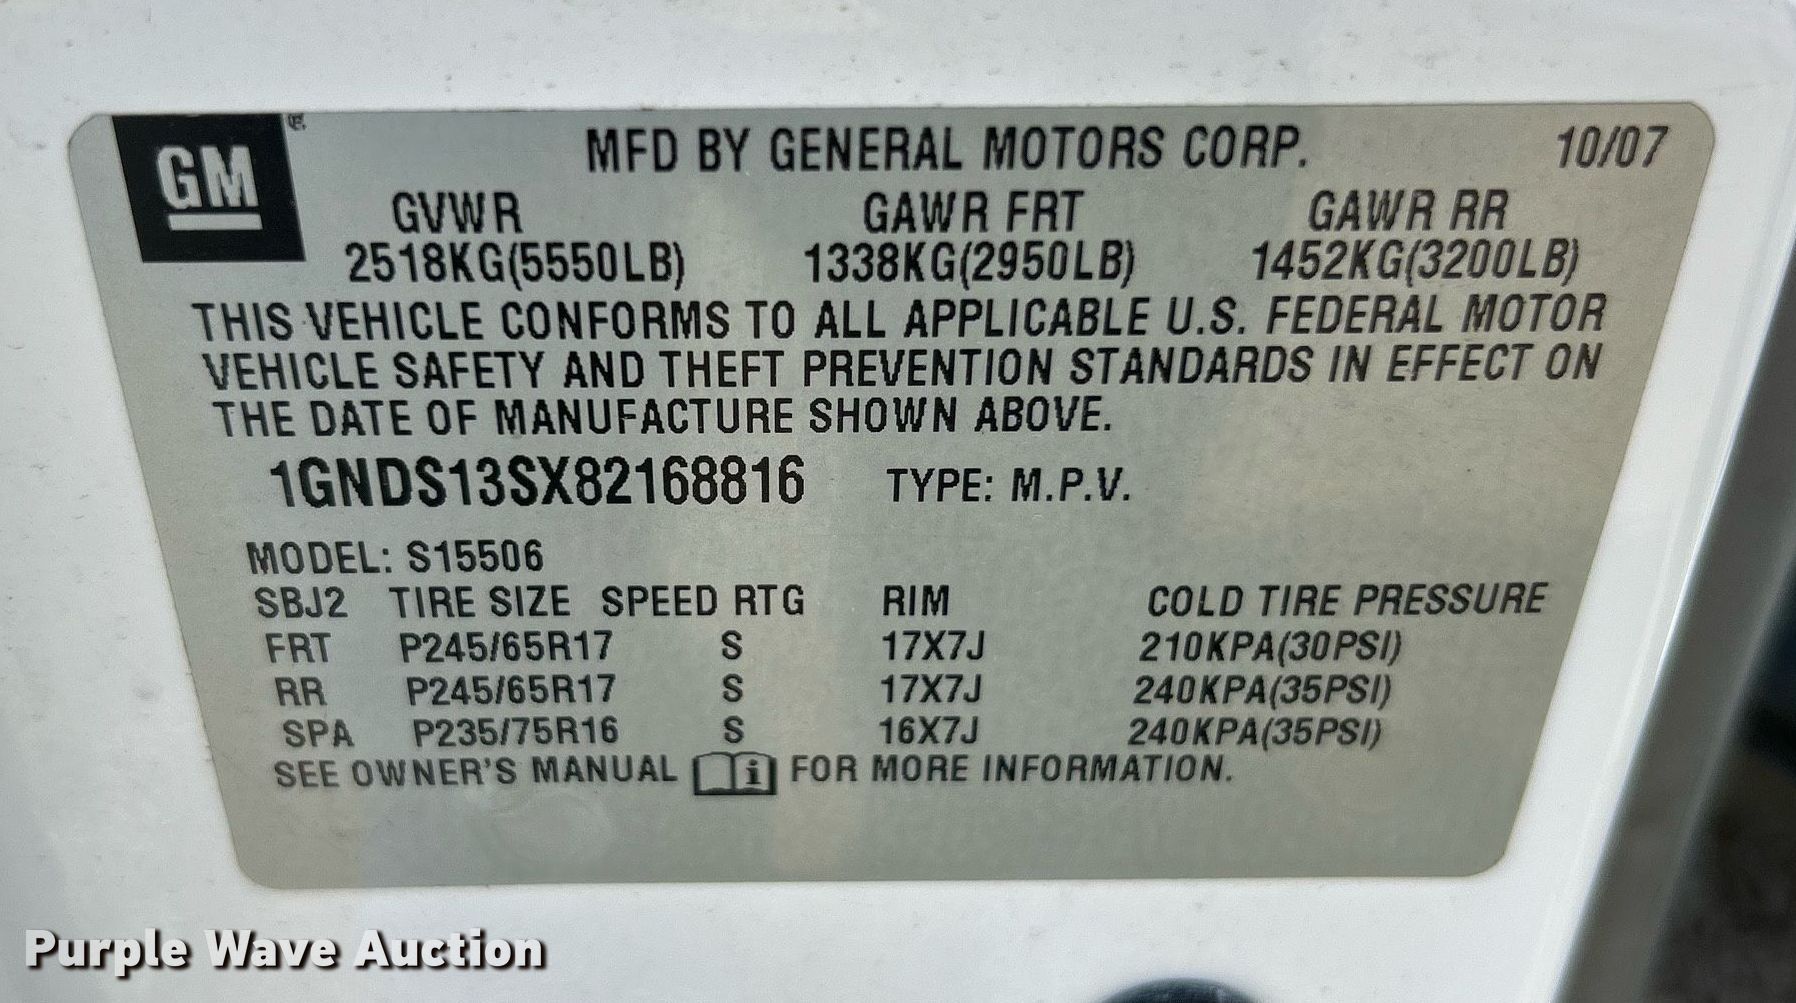 GM
MFD BY GENERAL MOTORS CORP. 10/07
GVWR GAWR FRT GAWR RR
2518KG(5550LB) 1338KG(2950LB) 1452KG(3200LB)
THIS VEHICLE CONFORMS TO ALL APPLICABLE U.S. FEDERAL MOTOR
VEHICLE SAFETY AND THEFT PREVENTION STANDARDS IN EFFECT ON
THE DATE OF MANUFACTURE SHOWN ABOVE.
1GNDS13SX82168816 TYPE: M.P.V.
MODEL: S15506
SBJ2 TIRE SIZE SPEED RTG RIM COLD TIRE PRESSURE
FRT P245/65R17 S 17X7J 210KPA(30PSI)
RR P245/65R17 S 17X7J 240KPA(35PSI)
SPA P235/75R16 S 16X7J 240KPA(35PSI)
SEE OWNER'S MANUAL i FOR MORE INFORMATION.
Purple Wave Auction